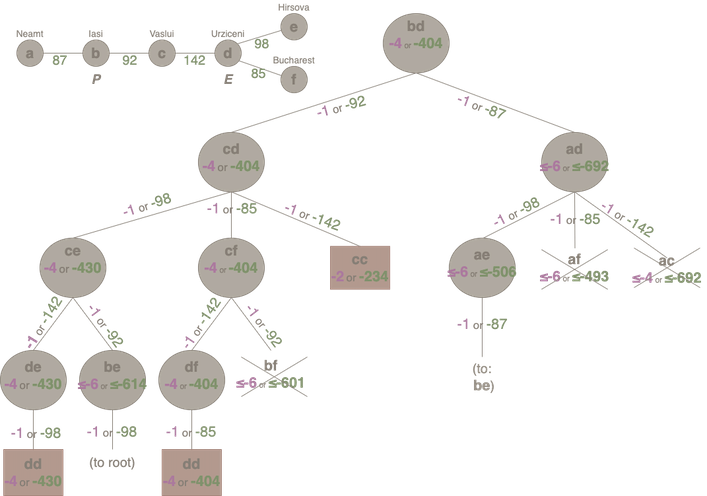 Neamt
Iasi
Vaslui
Urziceni
Hirsova
a
87
b
92
c
142
d
98
e
85
Bucharest
f
P
E
bd
-4 or -404
-1 or -92
-1 or -87
cd
-4 or -404
ad
≤-6 or ≤-692
-1 or -98
-1 or -85
-1 or -142
-1 or -98
-1 or -85
-1 or -142
ce
-4 or -430
cf
-4 or -404
cc
-2 or -234
ae
≤-6 or ≤-506
af
≤-6 or ≤-493
ac
≤-4 or ≤-692
-1 or -142
-1 or -92
-1 or -142
-1 or -92
-1 or -87
de
-4 or -430
be
≤-6 or ≤-614
df
-4 or -404
bf
≤-6 or ≤-601
(to:
be)
-1 or -98
-1 or -98
-1 or -85
dd
-4 or -430
(to root)
dd
-4 or -404